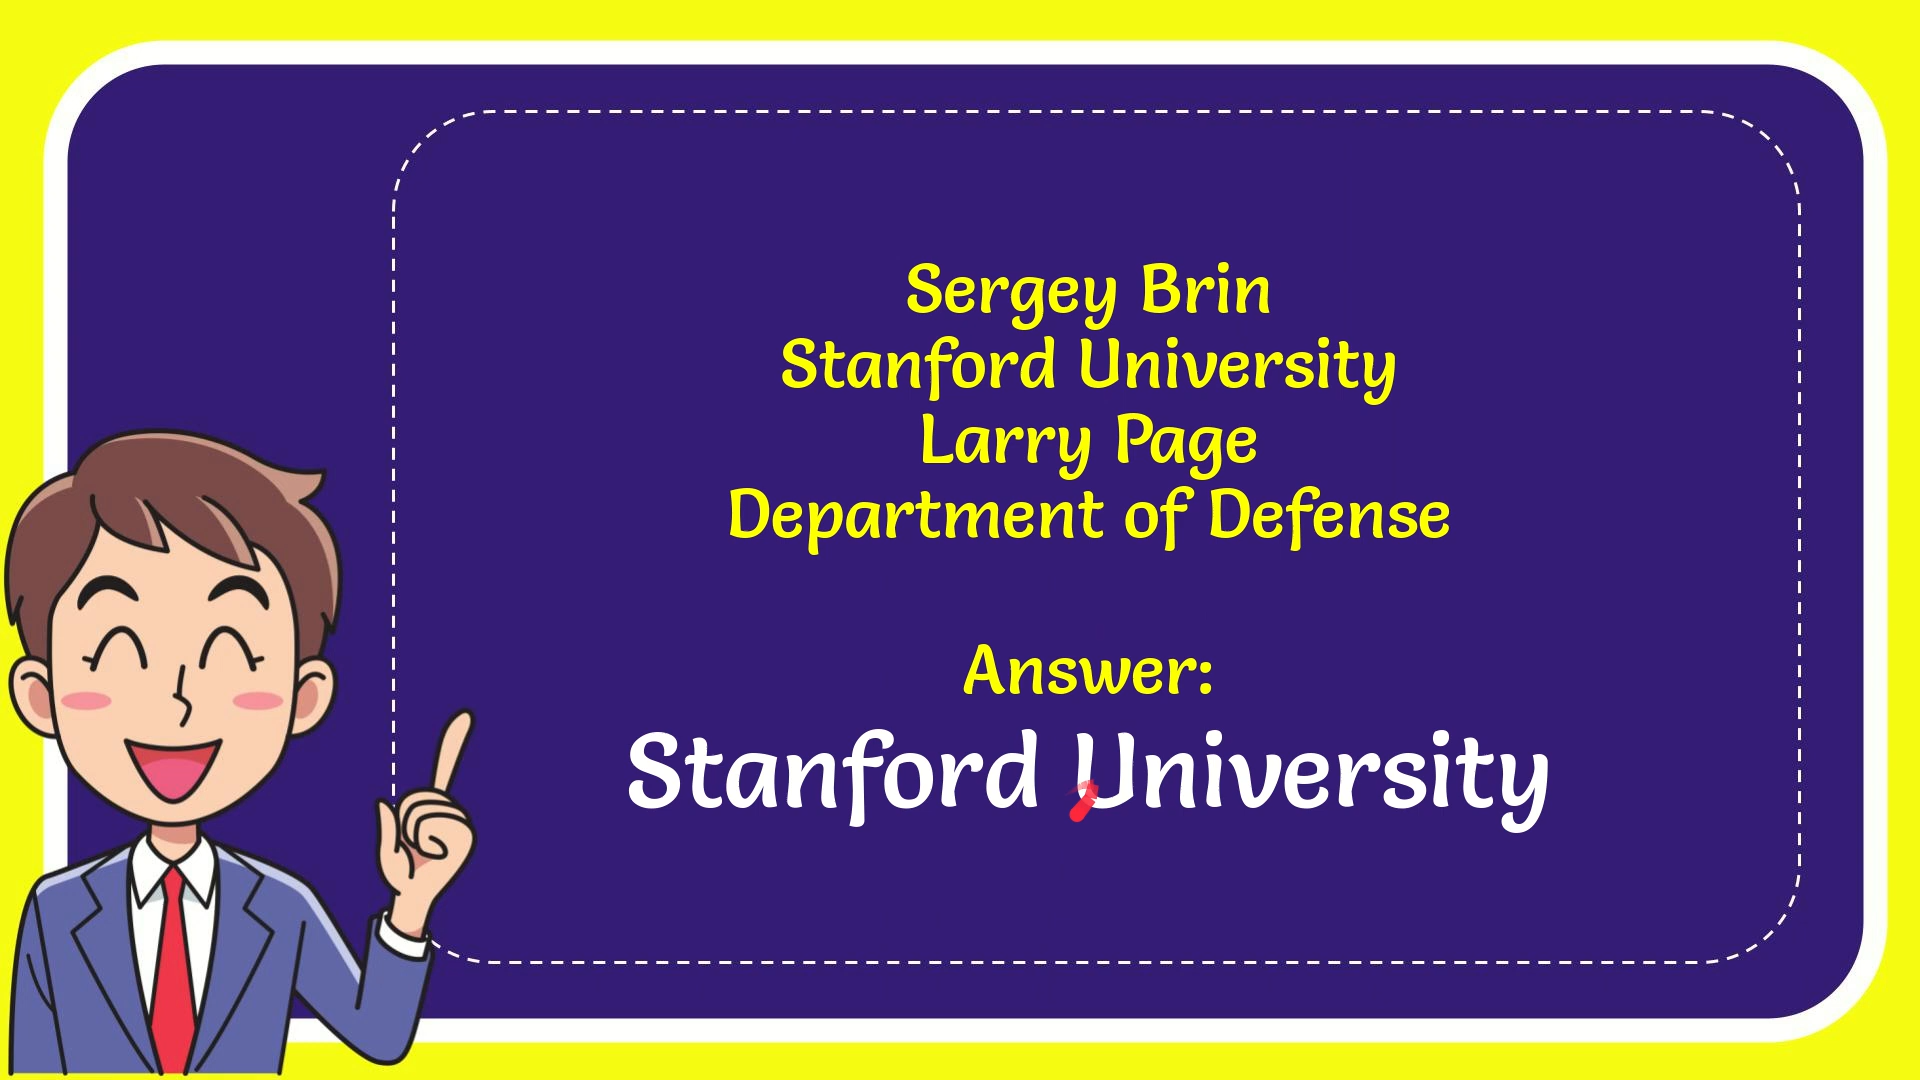 Sergey Brin
Stanford University
Larry Page
Department of Defense
Answer:
Stanford University